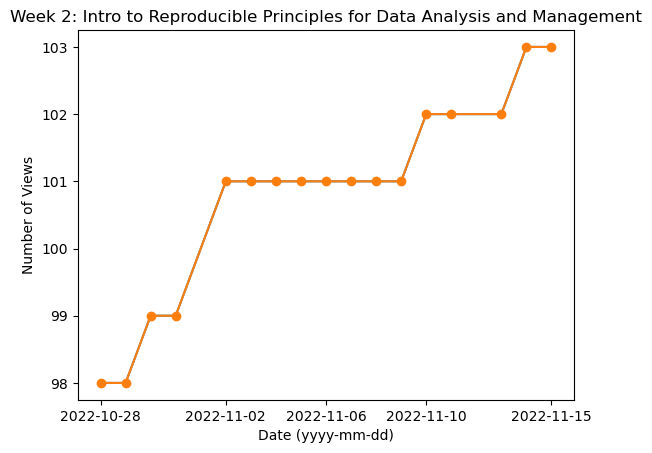 Week 2: Intro to Reproducible Principles for Data Analysis and Management
103
102
101
100
99
98
Number of Views
2022-10-28 2022-11-02 2022-11-06 2022-11-10 2022-11-15
Date (yyyy-mm-dd)